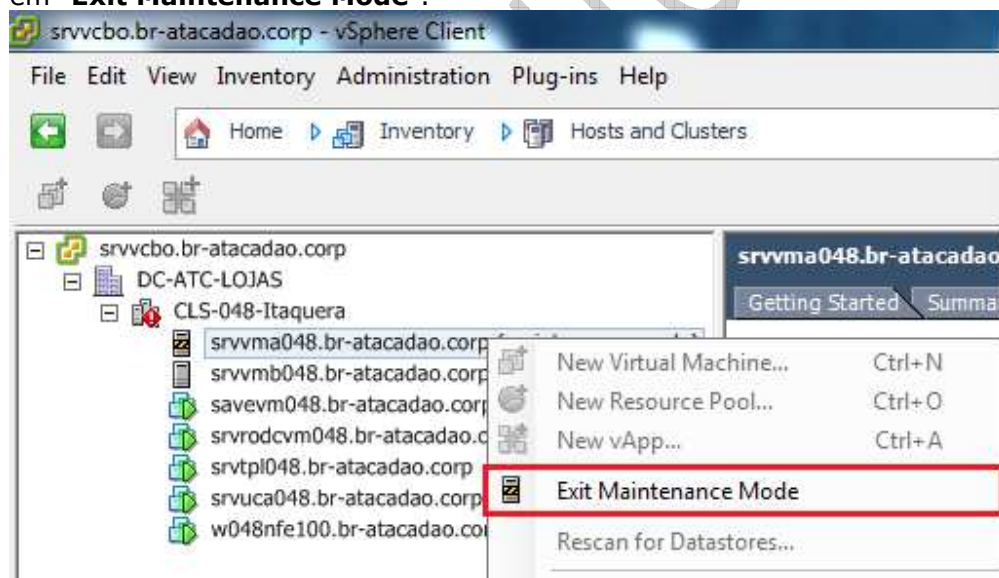 em "Exit Maintenance Mode".
srvvcbo.br-atacadao.corp - vSphere Client
File Edit View Inventory Administration Plug-ins Help
Home Inventory Hosts and Clusters
srvvcbo.br-atacadao.corp
DC-ATC-LOJAS
CLS-048-Itaquera
srvvma048.br-atacadao.corp
srvvmb048.br-atacadao.corp
savevm048.br-atacadao.corp
srvrodcvm048.br-atacadao.c
srvtpl048.br-atacadao.corp
srvuca048.br-atacadao.corp
w048nfe100.br-atacadao.co
srvvma048.br-atacadao
Getting Started Summa
New Virtual Machine... Ctrl+N
New Resource Pool... Ctrl+O
New vApp... Ctrl+A
Exit Maintenance Mode
Rescan for Datastores...